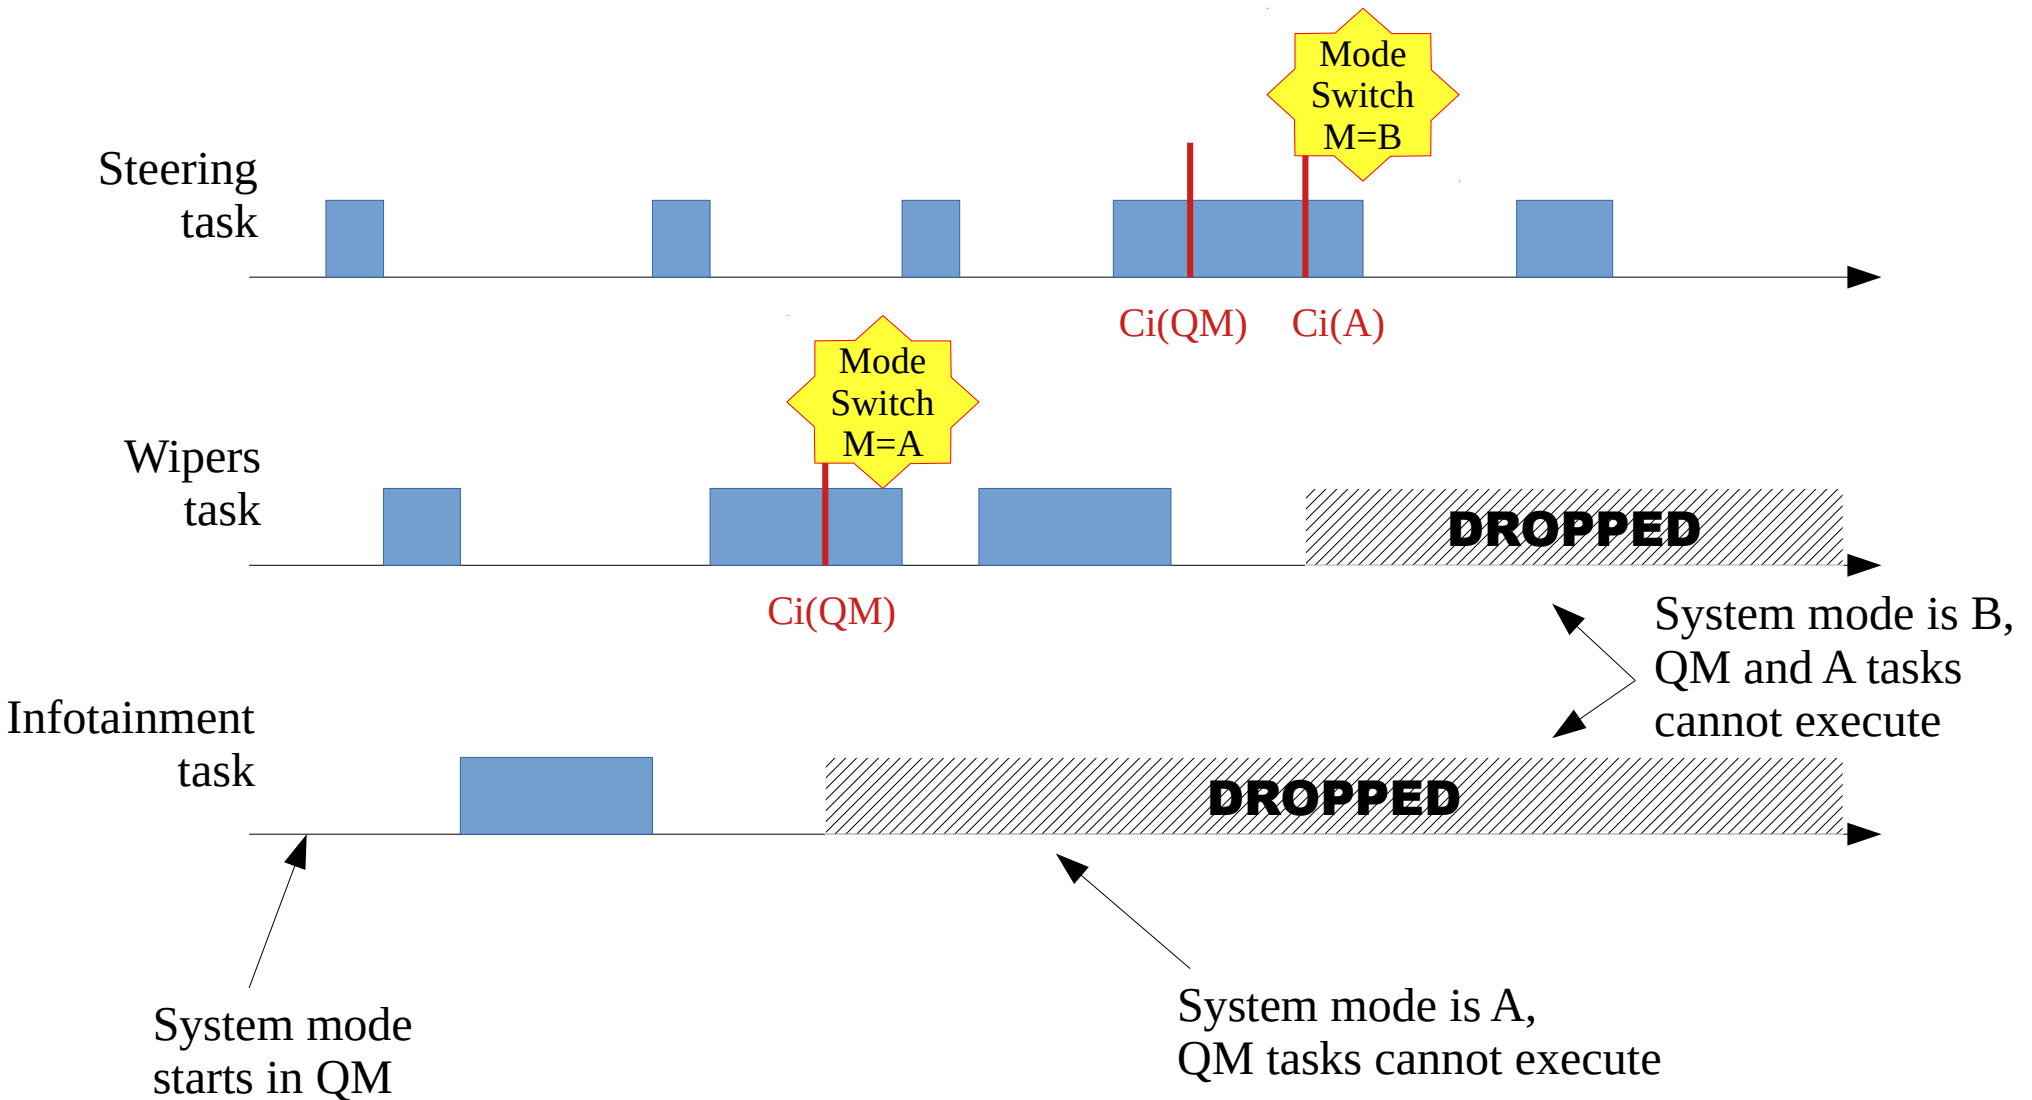 Mode
Switch
M=B
Steering
task
Ci(QM)
Ci(A)
Mode
Switch
M=A
Wipers
task
DROPPED
Ci(QM)
System mode is B,
QM and A tasks
cannot execute
Infotainment
task
DROPPED
System mode
starts in QM
System mode is A,
QM tasks cannot execute